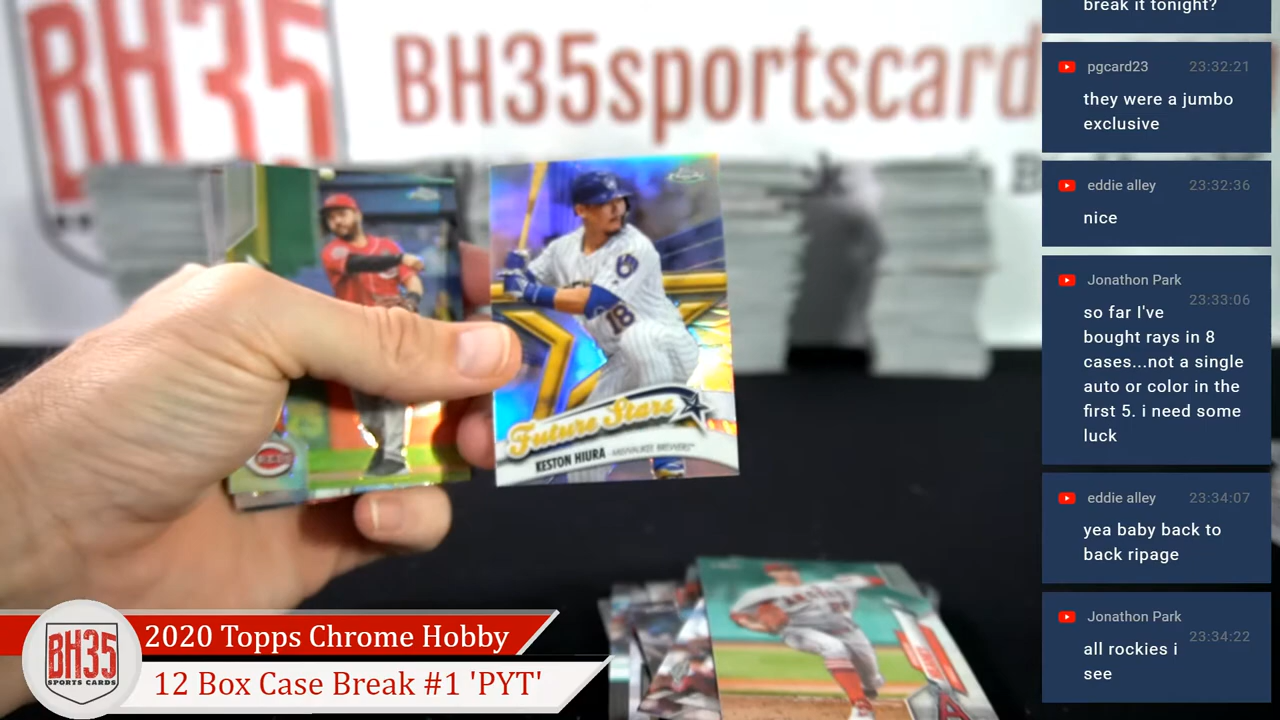 BH35
BH35sportscard
Chrome
18
Future Stars
KESTON HIURA MILWAUKEE BREWERS
REDS
2020 Topps Chrome Hobby
12 Box Case Break #1 'PYT'
BH35
SPORTS CARDS
break it tonight?
pgcard23 23:32:21
they were a jumbo
exclusive
eddie alley 23:32:36
nice
Jonathon Park
23:33:06
so far I've
bought rays in 8
cases...not a single
auto or color in the
first 5. i need some
luck
eddie alley 23:34:07
yea baby back to
back ripage
Jonathon Park
23:34:22
all rockies i
see